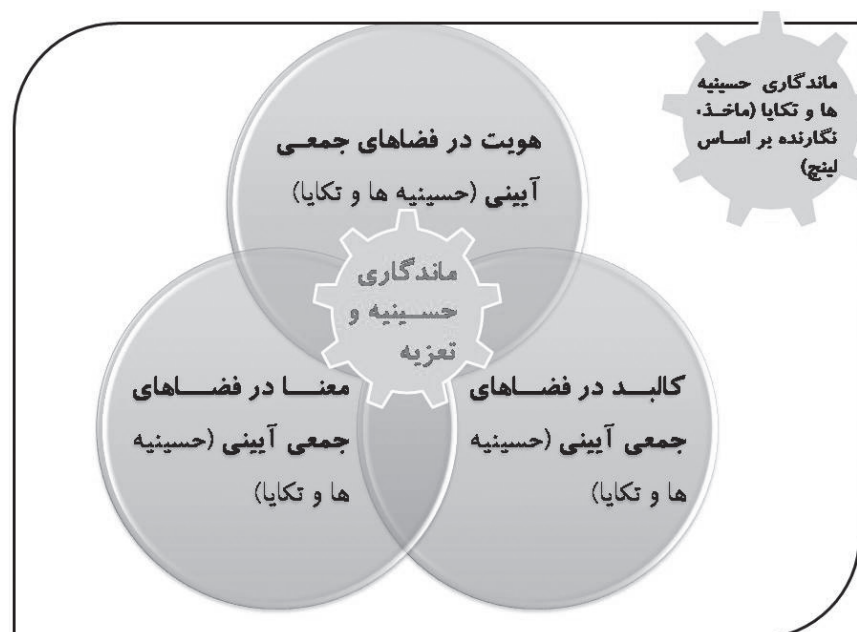 ماندگاری حسینیه
ها و تکایا (ماخذ،
نگارنده بر اساس
لینچ)
هویت در فضاهای جمعی
آیینی (حسینیه ها و تکایا)
ماندگاری
حسینیه و
تعزیه
کالبد در فضاهای
جمعی آیینی (حسینیه
ها و تکایا)
معنا در فضاهای
جمعی آیینی (حسینیه
ها و تکایا)